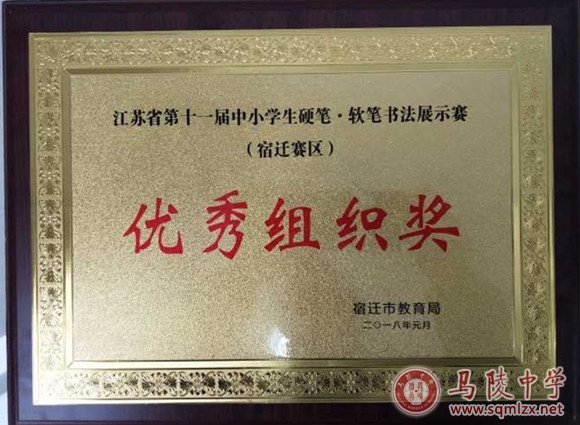 江苏省第十一届中小学生硬笔·软笔书法展示赛
（宿迁赛区）
优秀组织奖
宿迁市教育局
二〇一八年元月
马陵中学
www.sqmlzx.net